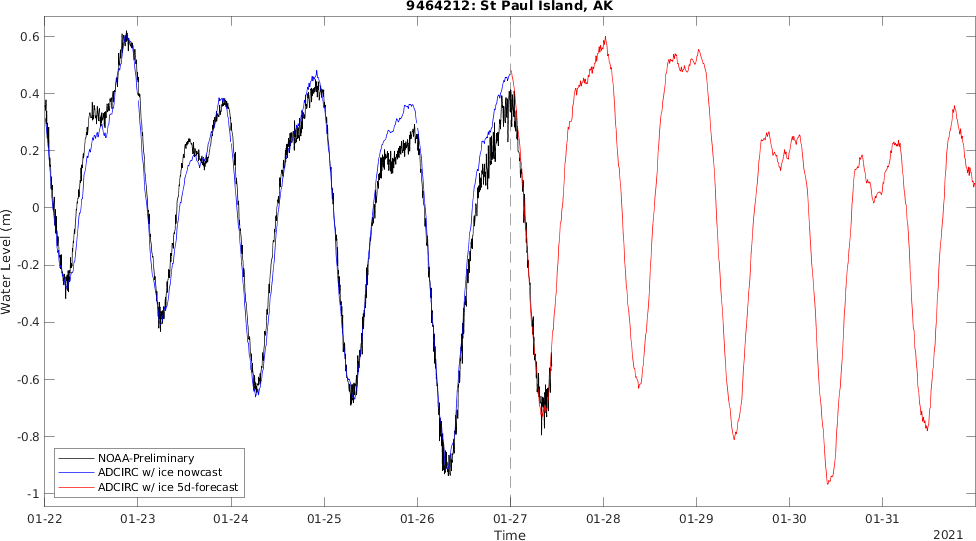 9464212: St Paul Island, AK
0.6
0.4
0.2
0
-0.2
-0.4
-0.6
-0.8
-1
Water Level (m)
NOAA-Preliminary
ADCIRC w/ ice nowcast
ADCIRC w/ ice 5d-forecast
01-22 01-23 01-24 01-25 01-26 01-27 01-28 01-29 01-30 01-31
Time
2021